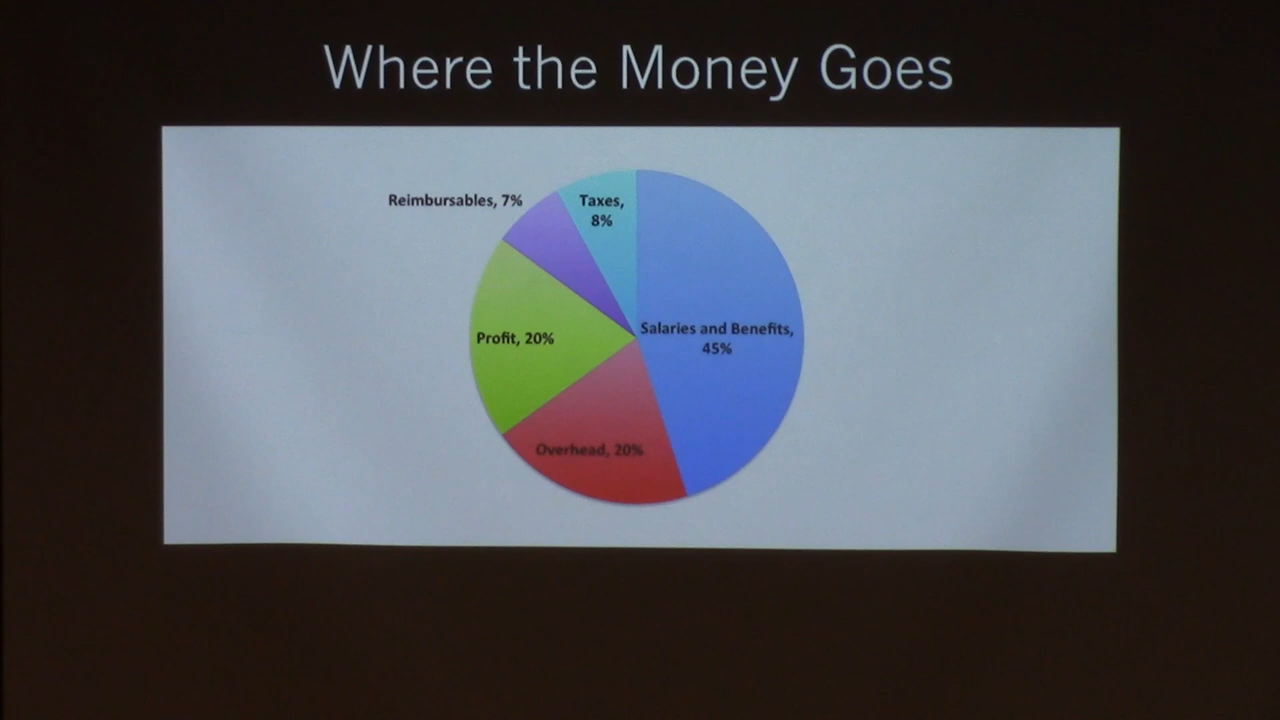 Where the Money Goes
Reimbursables, 7%
Taxes,
8%
Salaries and Benefits,
45%
Profit, 20%
Overhead, 20%